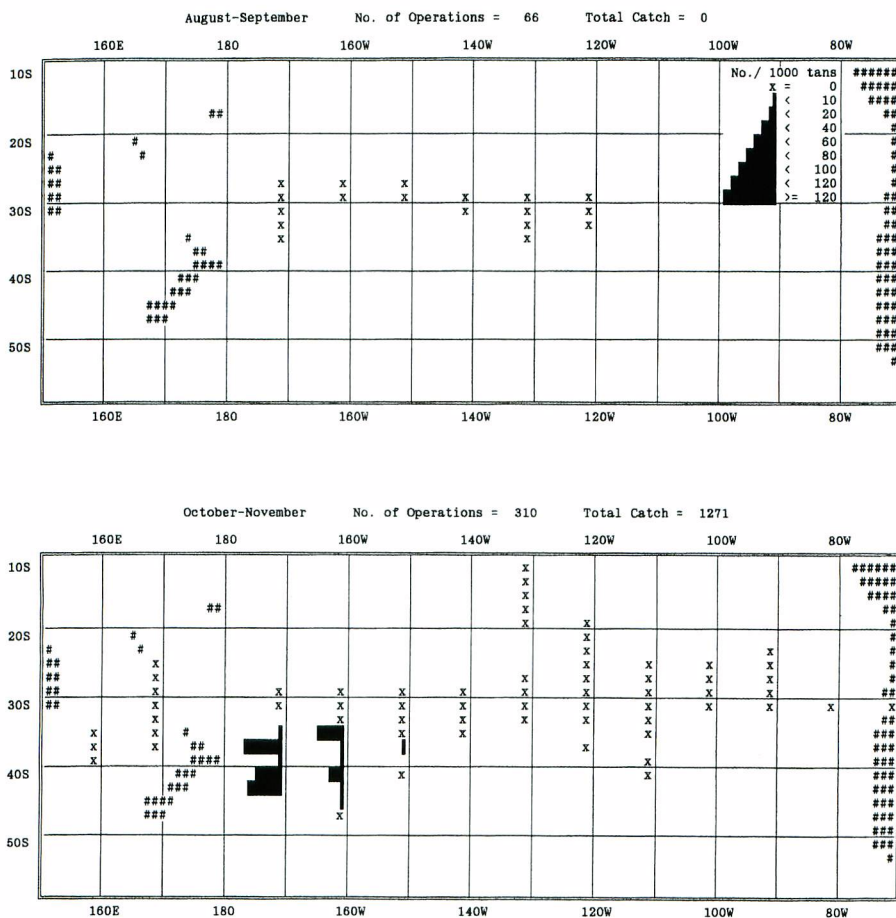 August-September No. of Operations = 66 Total Catch = 0
160E 180 160W 140W 120W 100W 80W
10S No./ 1000 tans ######
x = 0 #####
< 10 ####
## < 20 ##
< 40 #
20S # < 60 #
# # < 80 #
## < 100 #
## x x x < 120 #
## x x x x x x >= 120 ##
30S ## x x x x ##
x x x ##
# x x ###
## ###
#### ###
40S ### ###
### ###
#### ###
### ###
###
50S ###
#
160E 180 160W 140W 120W 100W 80W
October-November No. of Operations = 310 Total Catch = 1271
160E 180 160W 140W 120W 100W 80W
10S x ######
x #####
x ####
## x ##
x x #
20S # x #
# # x x #
## x x x x x #
## x x x x x x #
## x x x x x x x x x x #
30S ## x x x x x x x x x x x x
x x x x x x ##
x # x x x ###
x x ## x ###
x #### x ###
40S ### x x ###
### ###
#### ###
### x ###
###
50S ###
#
160E 180 160W 140W 120W 100W 80W